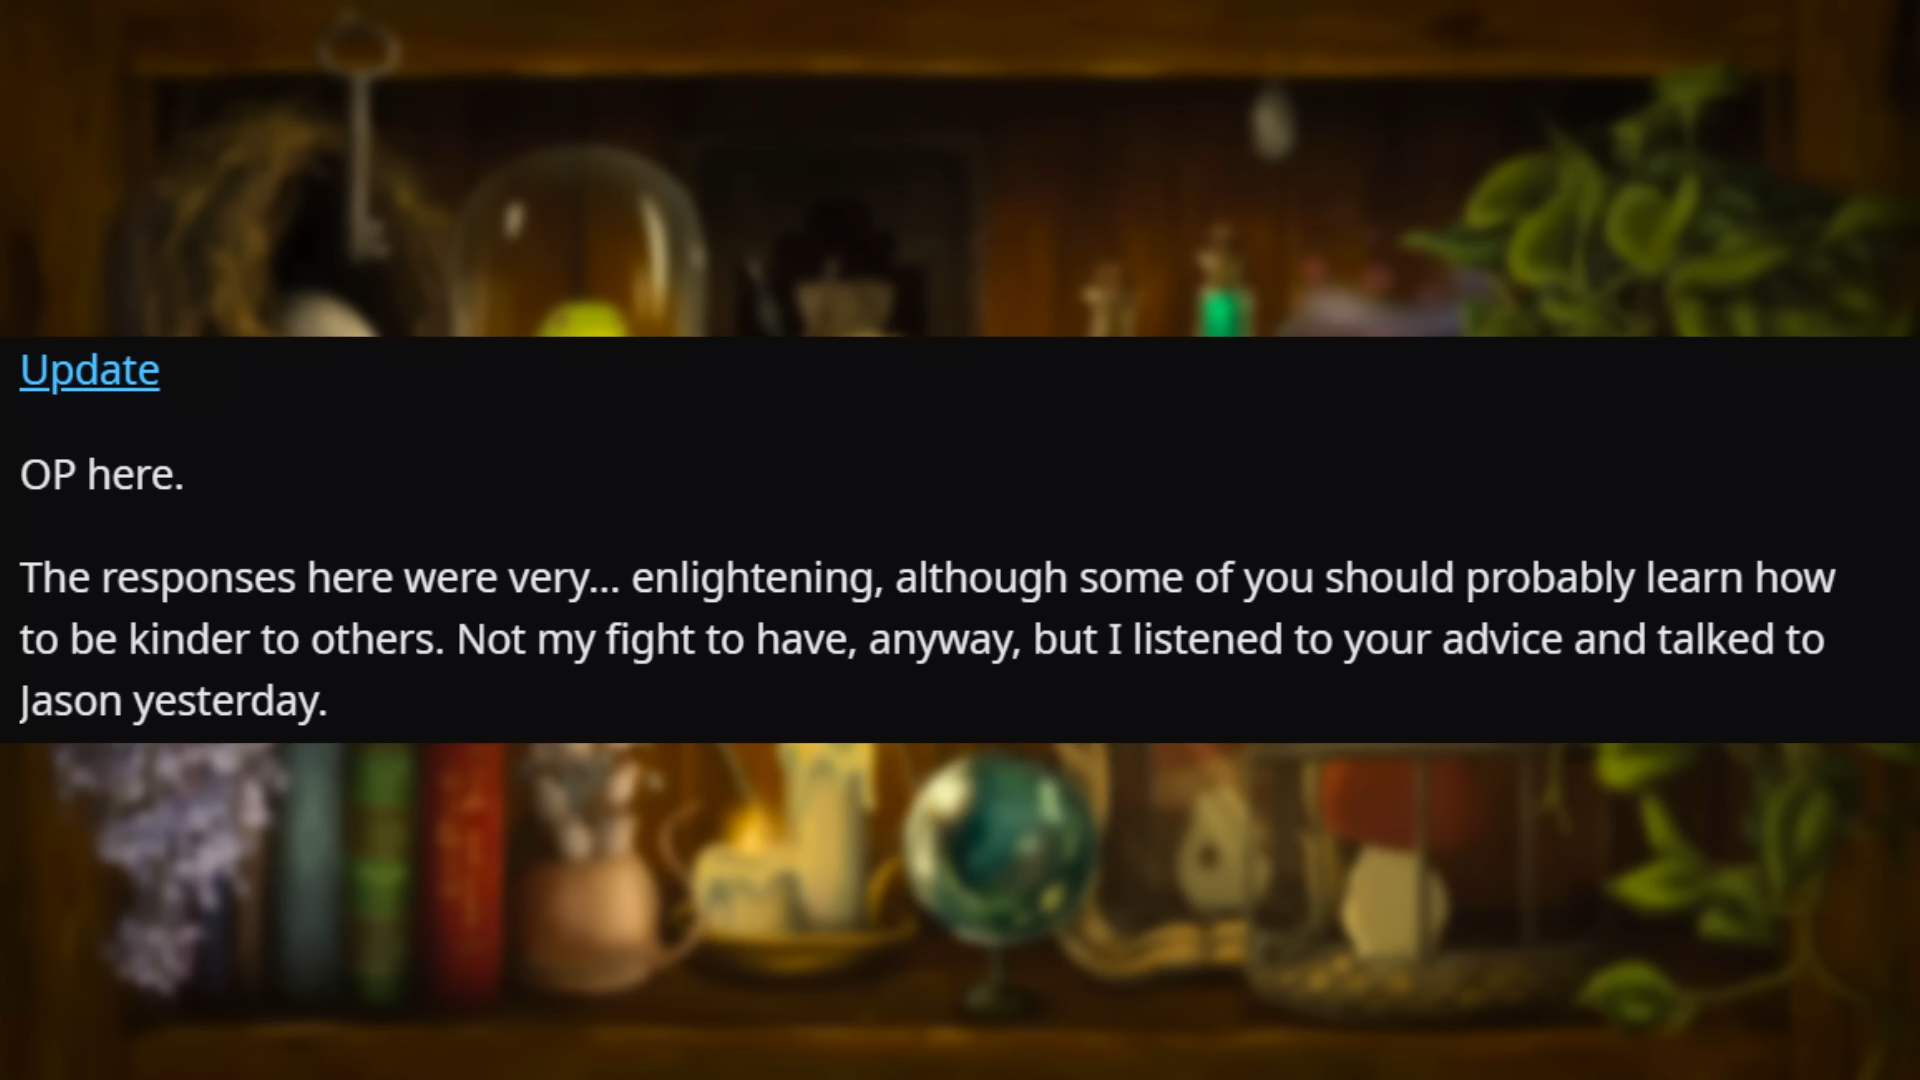 Update
OP here.
The responses here were very... enlightening, although some of you should probably learn how
to be kinder to others. Not my fight to have, anyway, but I listened to your advice and talked to
Jason yesterday.